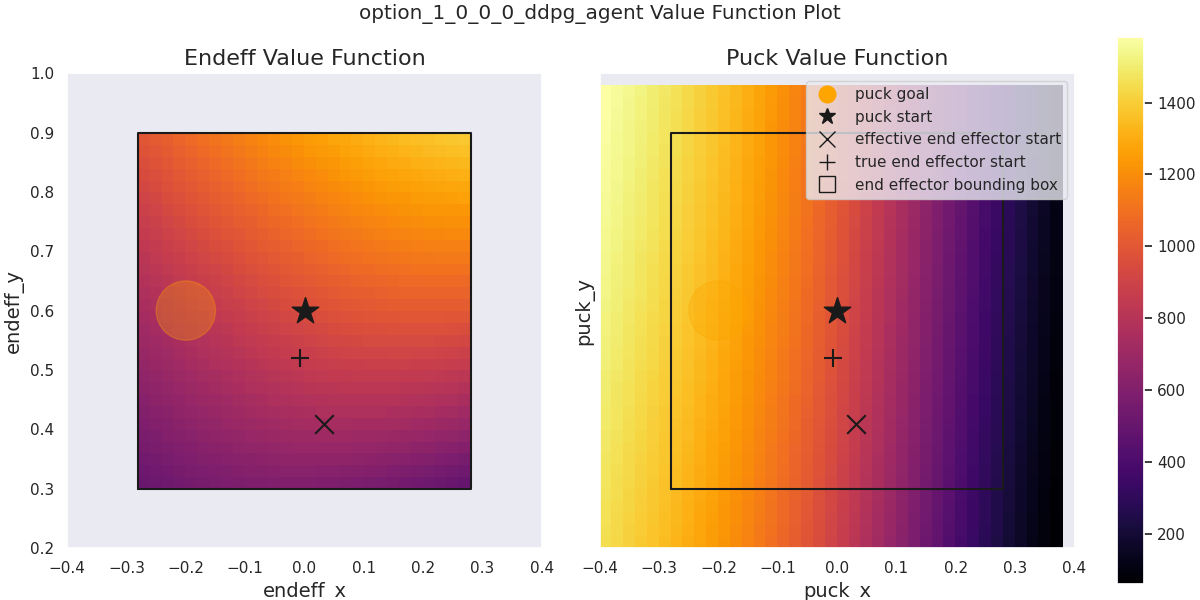 option_1_0_0_0_ddpg_agent Value Function Plot
Endeff Value Function
1.0
0.9
0.8
0.7
0.6
0.5
0.4
0.3
0.2
endeff_y
−0.4 −0.3 −0.2 −0.1 0.0 0.1 0.2 0.3 0.4
endeff_x
Puck Value Function
puck goal
puck start
effective end effector start
true end effector start
end effector bounding box
puck_y
−0.4 −0.3 −0.2 −0.1 0.0 0.1 0.2 0.3 0.4
puck_x
1400
1200
1000
800
600
400
200